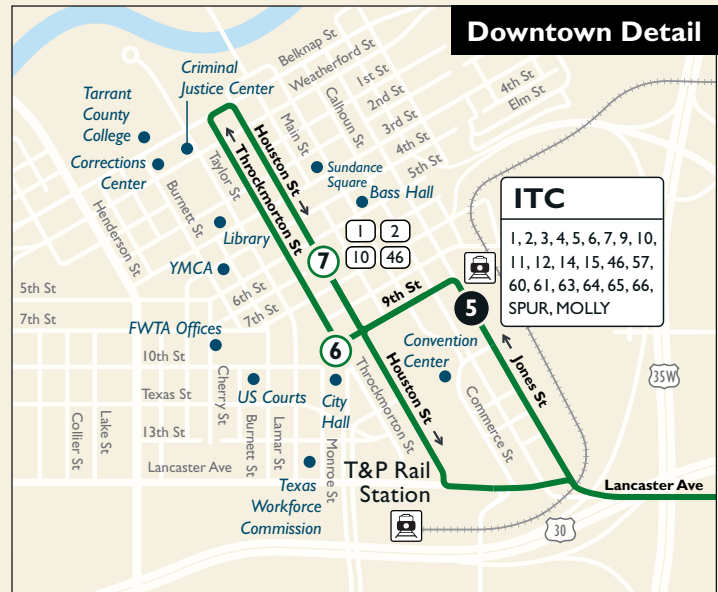 Downtown Detail
Belknap St
Weatherford St
Criminal
Justice Center
1st St
2nd St
3rd St
4th St
5th St
4th St
Elm St
Tarrant
County
College
Main St
Calhoun St
Corrections
Center
Houston St
Throckmorton St
Taylor St
Sundance
Square
Bass Hall
ITC
1, 2, 3, 4, 5, 6, 7, 9, 10,
11, 12, 14, 15, 46, 57,
60, 61, 63, 64, 65, 66,
SPUR, MOLLY
Henderson St
Burnett St
Library
1 2
10 46
7
YMCA
5th St
6th St
7th St
7th St
9th St
5
FWTA Offices
6
10th St
Convention
Center
Jones St
35W
Texas St
Cherry St
US Courts
City
Hall
Throckmorton St
Houston St
Commerce St
Collier St
Lake St
13th St
Burnett St
Lamar St
Monroe St
Lancaster Ave
T&P Rail
Station
Lancaster Ave
Texas
Workforce
Commission
30